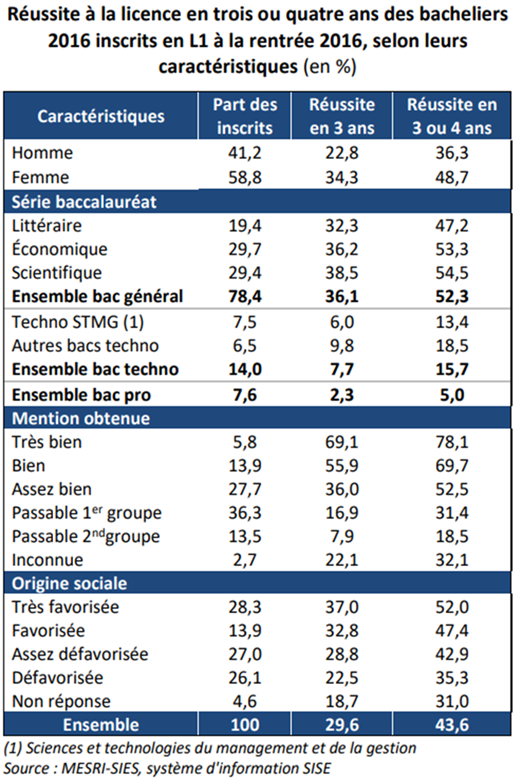 Réussite à la licence en trois ou quatre ans des bacheliers
2016 inscrits en L1 à la rentrée 2016, selon leurs
caractéristiques (en %)
Caractéristiques Part des inscrits Réussite en 3 ans Réussite en 3 ou 4 ans
Homme 41,2 22,8 36,3
Femme 58,8 34,3 48,7
Série baccalauréat
Littéraire 19,4 32,3 47,2
Économique 29,7 36,2 53,3
Scientifique 29,4 38,5 54,5
Ensemble bac général 78,4 36,1 52,3
Techno STMG (1) 7,5 6,0 13,4
Autres bacs techno 6,5 9,8 18,5
Ensemble bac techno 14,0 7,7 15,7
Ensemble bac pro 7,6 2,3 5,0
Mention obtenue
Très bien 5,8 69,1 78,1
Bien 13,9 55,9 69,7
Assez bien 27,7 36,0 52,5
Passable 1er groupe 36,3 16,9 31,4
Passable 2ndgroupe 13,5 7,9 18,5
Inconnue 2,7 22,1 32,1
Origine sociale
Très favorisée 28,3 37,0 52,0
Favorisée 13,9 32,8 47,4
Assez défavorisée 27,0 28,8 42,9
Défavorisée 26,1 22,5 35,3
Non réponse 4,6 18,7 31,0
Ensemble 100 29,6 43,6
(1) Sciences et technologies du management et de la gestion
Source : MESRI-SIES, système d'information SISE